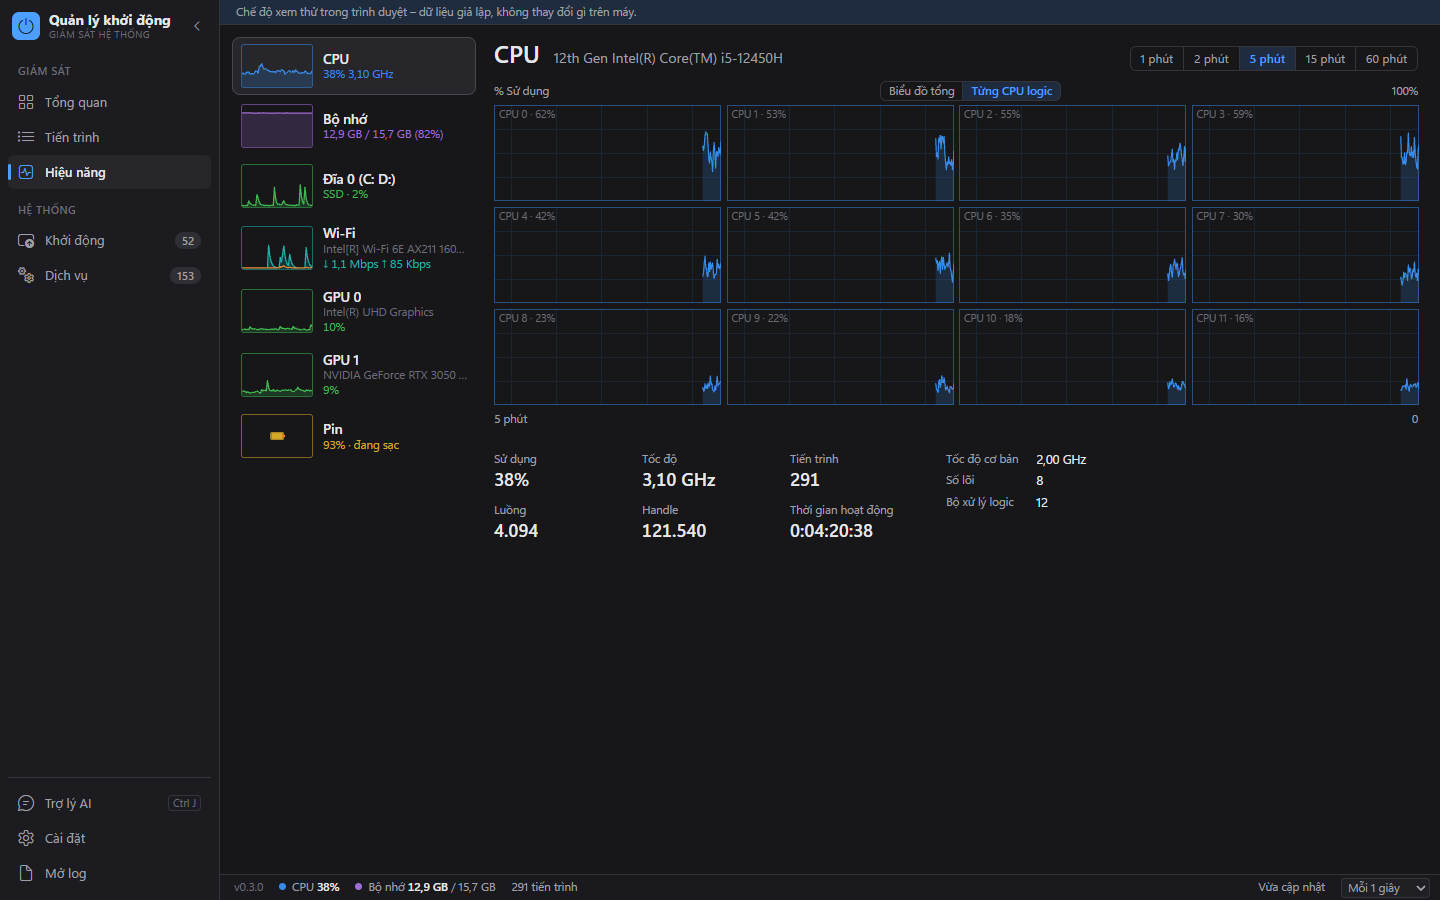 Quản lý khởi động
GIÁM SÁT HỆ THỐNG
GIÁM SÁT
Tổng quan
Tiến trình
Hiệu năng
HỆ THỐNG
Khởi động 52
Dịch vụ 153
Trợ lý AI Ctrl J
Cài đặt
Mở log
Chế độ xem thử trong trình duyệt – dữ liệu giả lập, không thay đổi gì trên máy.
CPU
38% 3,10 GHz
Bộ nhớ
12,9 GB / 15,7 GB (82%)
Đĩa 0 (C: D:)
SSD · 2%
Wi-Fi
Intel[R] Wi-Fi 6E AX211 160...
↓ 1,1 Mbps ↑ 85 Kbps
GPU 0
Intel(R) UHD Graphics
10%
GPU 1
NVIDIA GeForce RTX 3050 ...
9%
Pin
93% · đang sạc
CPU 12th Gen Intel(R) Core(TM) i5-12450H
1 phút 2 phút 5 phút 15 phút 60 phút
% Sử dụng Biểu đồ tổng Từng CPU logic 100%
CPU 0 · 62% CPU 1 · 53% CPU 2 · 55% CPU 3 · 59%
CPU 4 · 42% CPU 5 · 42% CPU 6 · 35% CPU 7 · 30%
CPU 8 · 23% CPU 9 · 22% CPU 10 · 18% CPU 11 · 16%
5 phút 0
Sử dụng Tốc độ Tiến trình
38% 3,10 GHz 291
Luồng Handle Thời gian hoạt động
4.094 121.540 0:04:20:38
Tốc độ cơ bản 2,00 GHz
Số lõi 8
Bộ xử lý logic 12
v0.3.0 CPU 38% Bộ nhớ 12,9 GB / 15,7 GB 291 tiến trình Vừa cập nhật Mỗi 1 giây